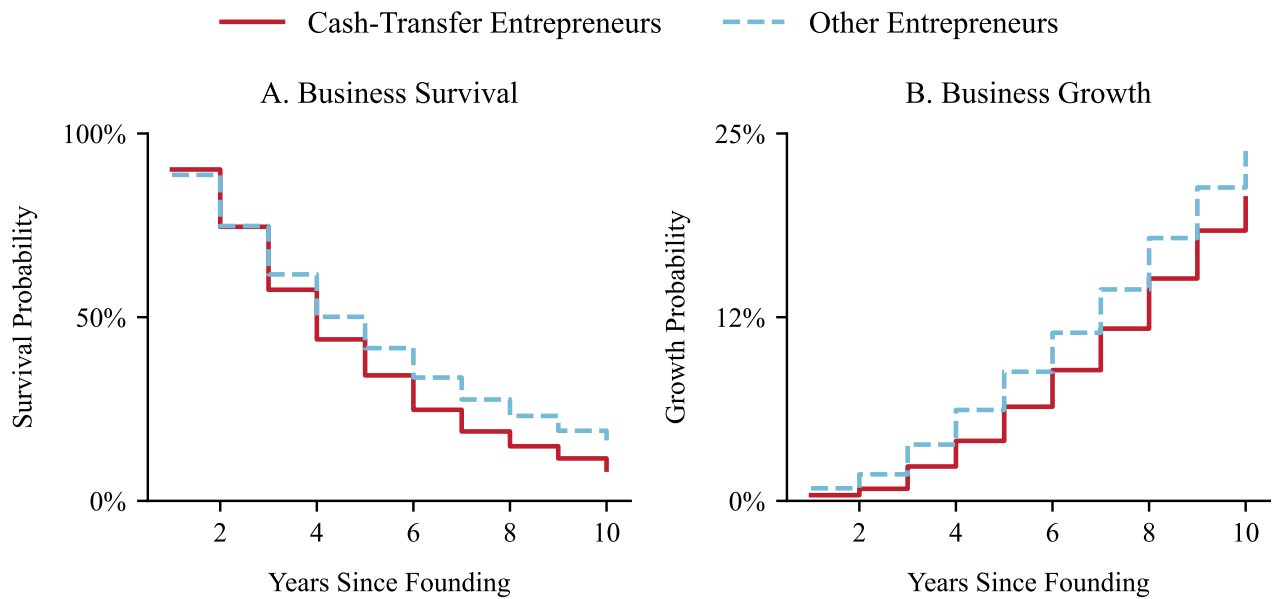 Cash-Transfer Entrepreneurs Other Entrepreneurs
A. Business Survival
100%
50%
0%
Survival Probability
2 4 6 8 10
Years Since Founding
B. Business Growth
25%
12%
0%
Growth Probability
2 4 6 8 10
Years Since Founding